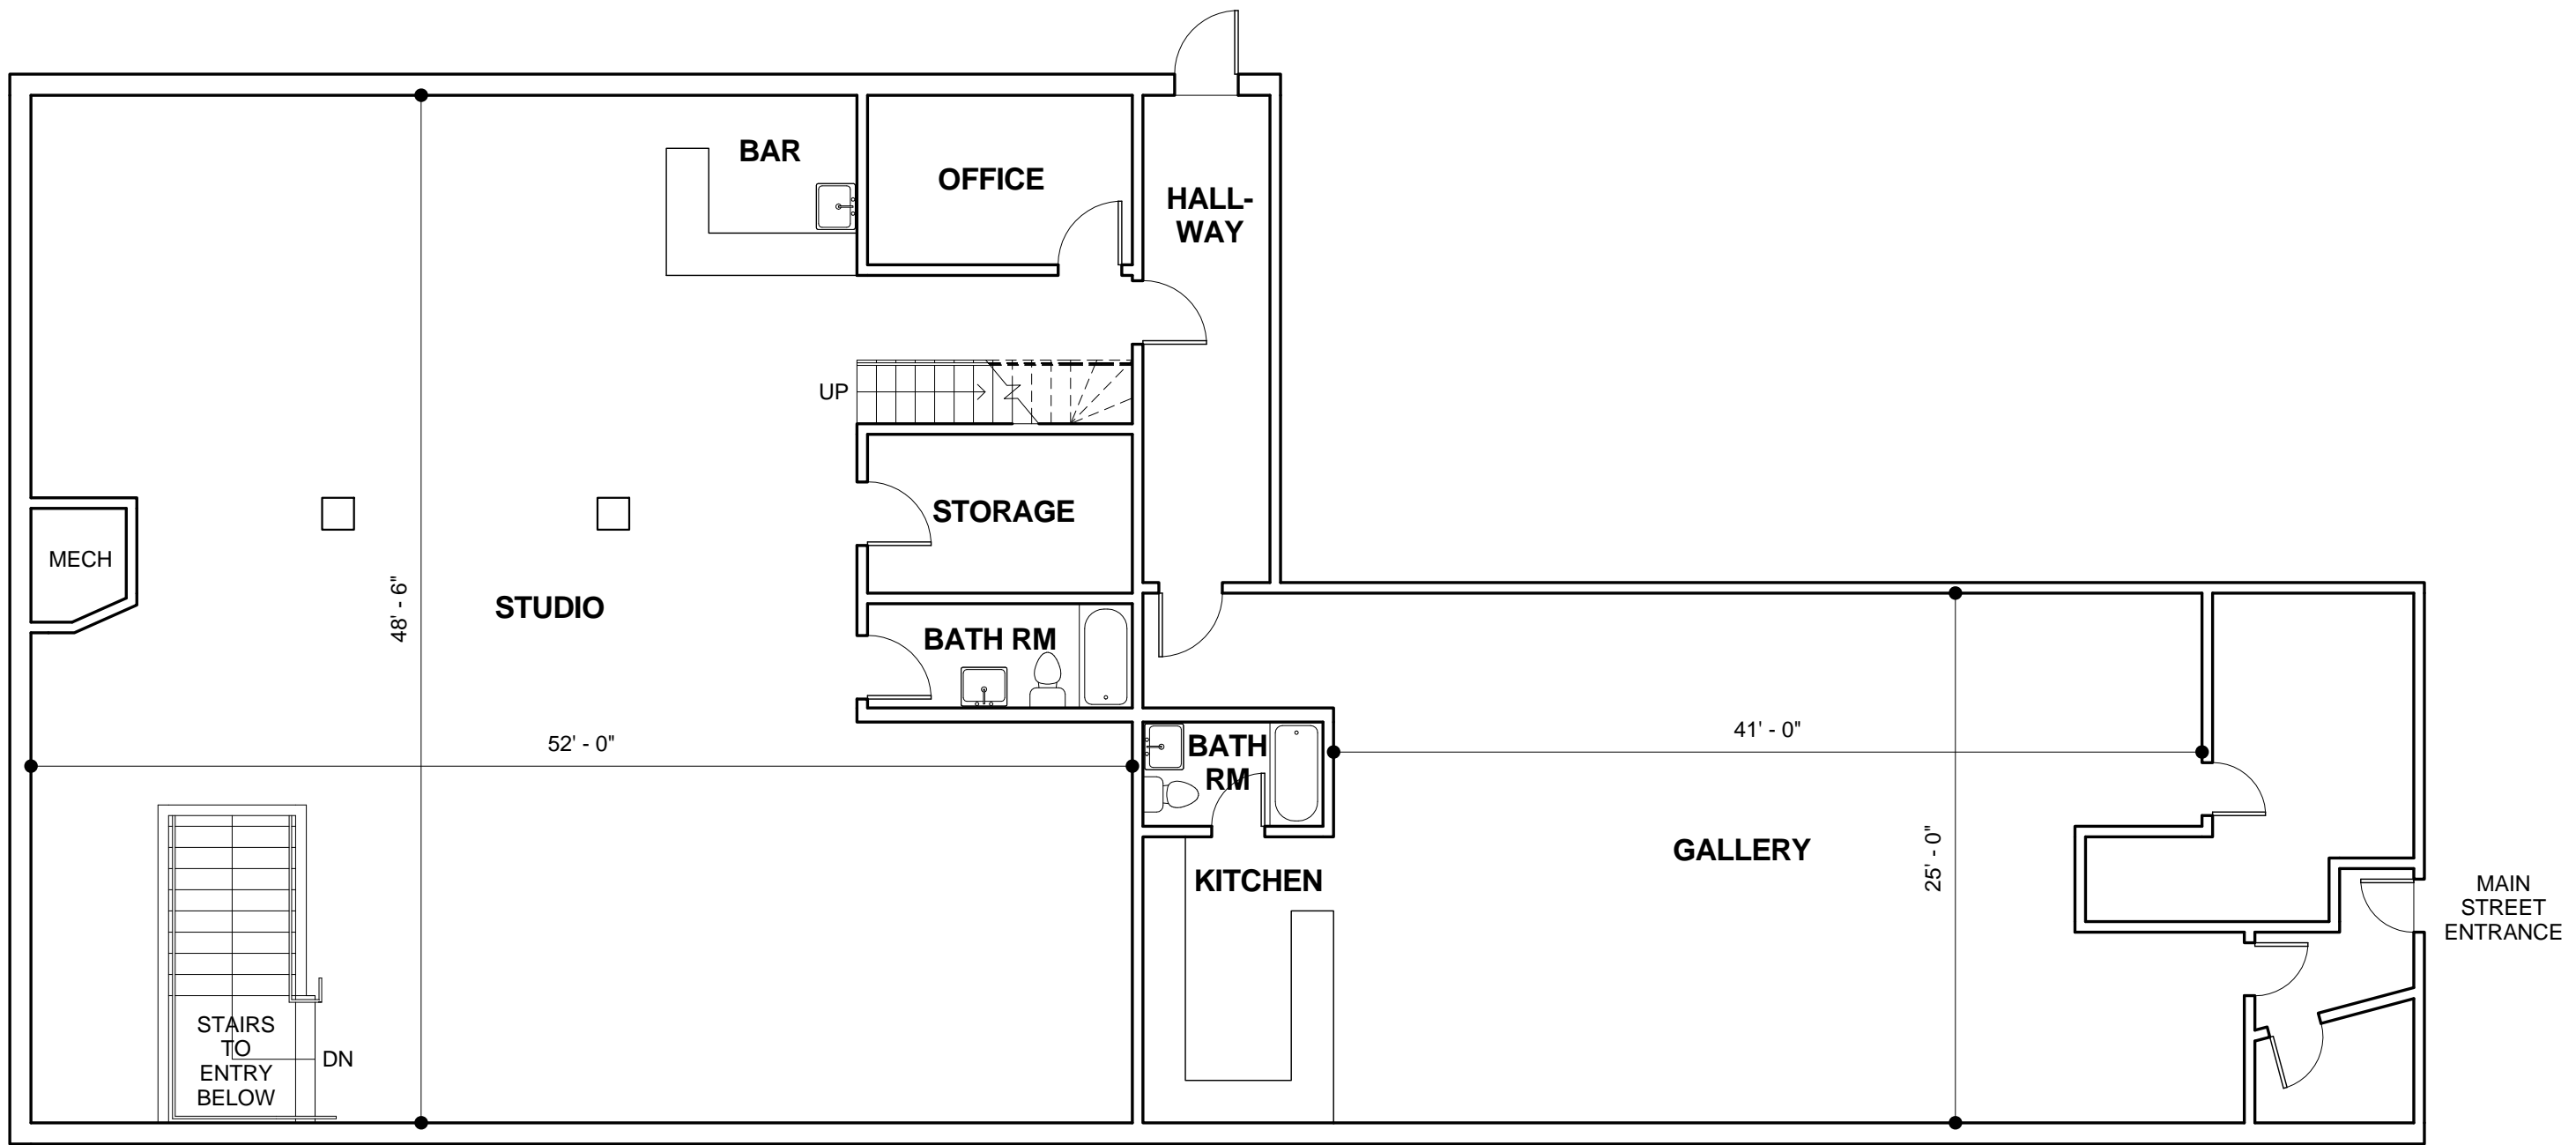 BAR
OFFICE
HALL-
WAY
UP
STORAGE
MECH
48' - 6"
STUDIO
BATH RM
52' - 0"
BATH
RM
41' - 0"
GALLERY
25' - 0"
KITCHEN
MAIN
STREET
ENTRANCE
STAIRS
TO
ENTRY
BELOW
DN